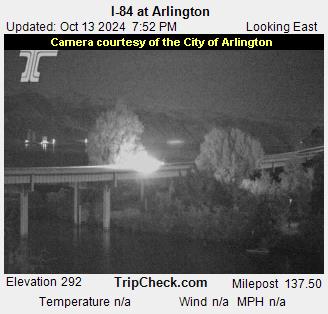 I-84 at Arlington
Updated: Oct 13 2024 7:52 PM Looking East
Camera courtesy of the City of Arlington
Elevation 292 TripCheck.com Milepost 137.50
Temperature n/a Wind n/a MPH n/a